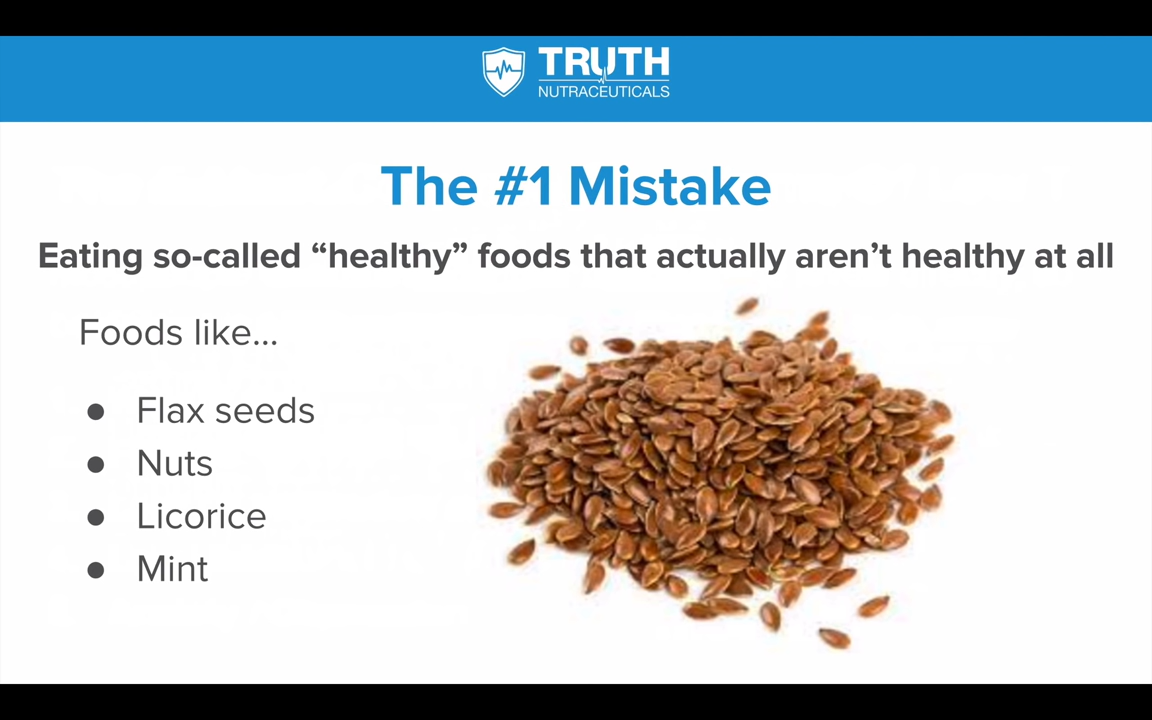 TRUTH
NUTRACEUTICALS
The #1 Mistake
Eating so-called “healthy” foods that actually aren’t healthy at all
Foods like...
● Flax seeds
● Nuts
● Licorice
● Mint